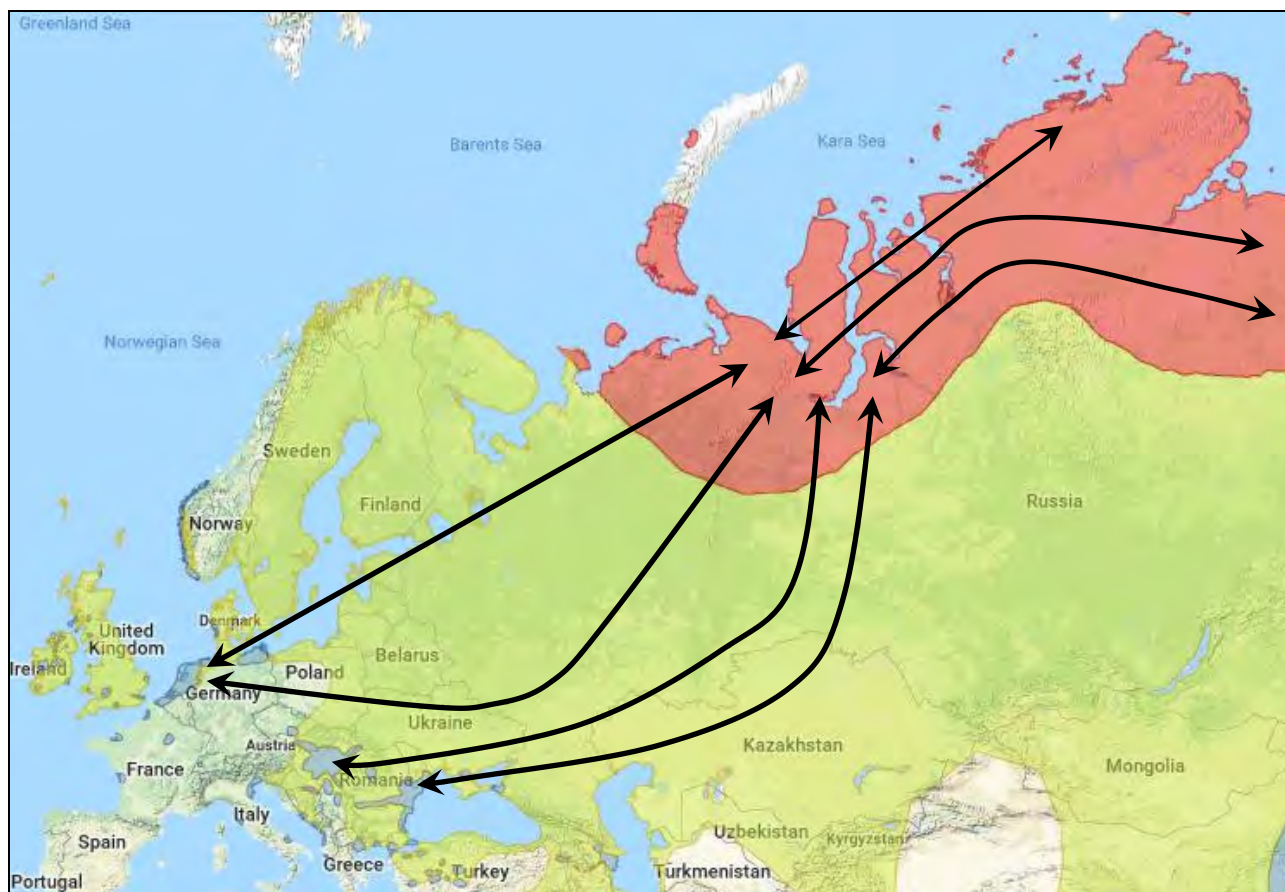 Greenland Sea
Barents Sea
Kara Sea
Norwegian Sea
Sweden
Finland
Norway
Russia
United
Kingdom
Denmark
Ireland
Belarus
Poland
Germany
Ukraine
Austria
Kazakhstan
France
Romania
Mongolia
Italy
Uzbekistan
Kyrgyzstan
Spain
Greece
Turkey
Turkmenistan
Portugal